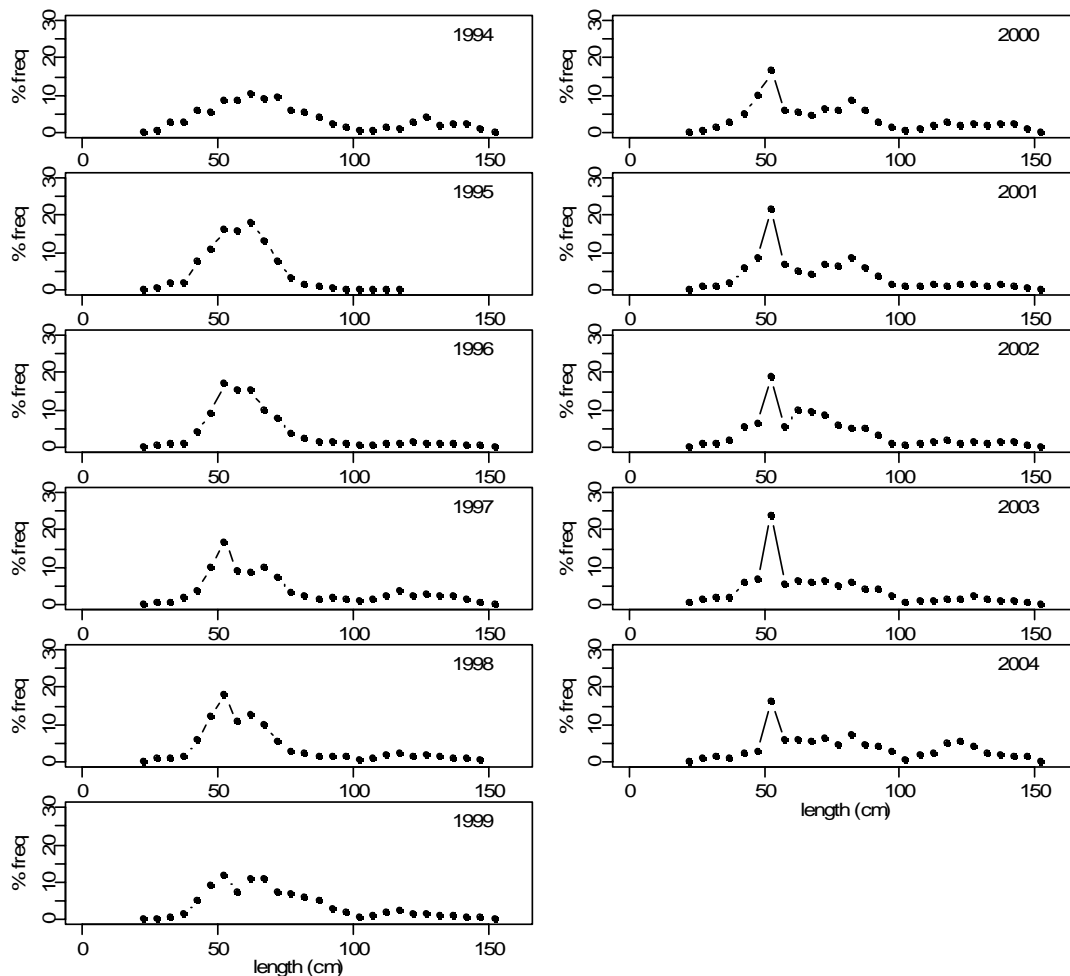 1994
% freq
0 10 20 30
0 50 100 150
1995
% freq
0 10 20 30
0 50 100 150
1996
% freq
0 10 20 30
0 50 100 150
1997
% freq
0 10 20 30
0 50 100 150
1998
% freq
0 10 20 30
0 50 100 150
1999
% freq
0 10 20 30
0 50 100 150
length (cm)
2000
% freq
0 10 20 30
0 50 100 150
2001
% freq
0 10 20 30
0 50 100 150
2002
% freq
0 10 20 30
0 50 100 150
2003
% freq
0 10 20 30
0 50 100 150
2004
% freq
0 10 20 30
0 50 100 150
length (cm)